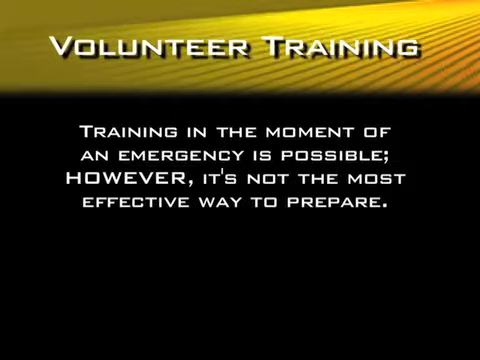 Volunteer Training
Training in the moment of
an emergency is possible;
HOWEVER, it's not the most
effective way to prepare.